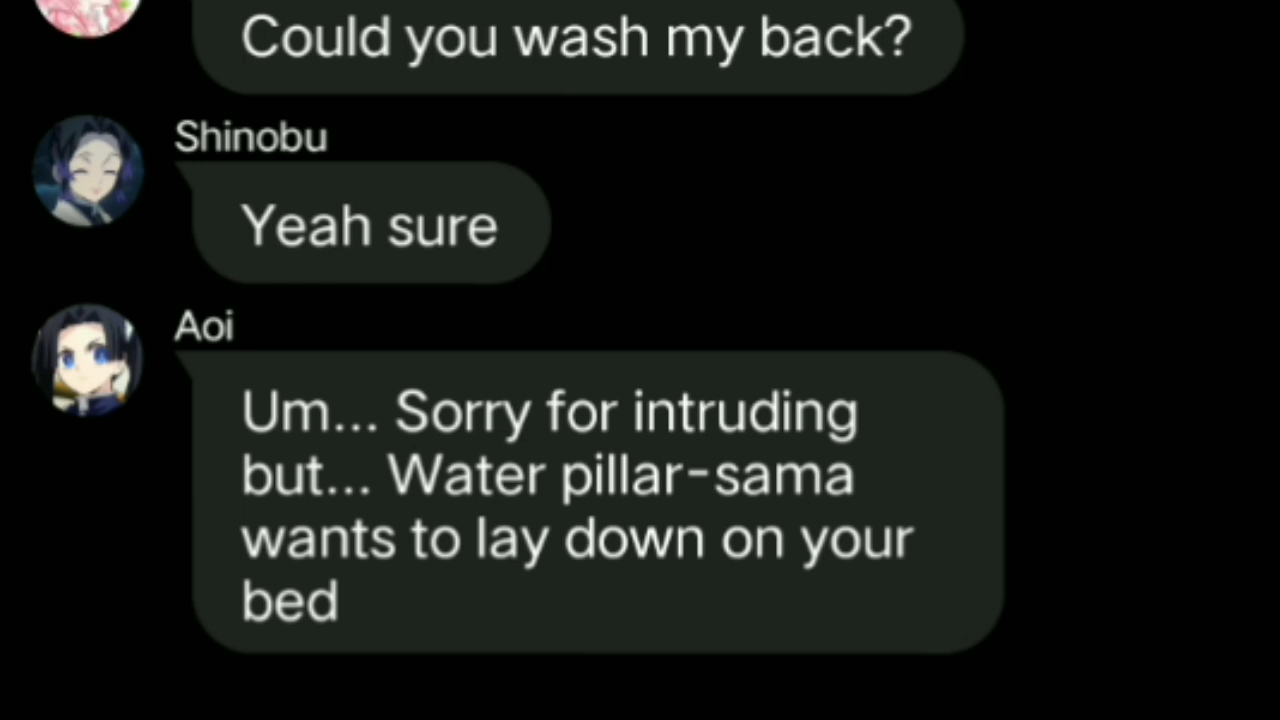 Could you wash my back?
Shinobu
Yeah sure
Aoi
Um... Sorry for intruding
but... Water pillar-sama
wants to lay down on your
bed